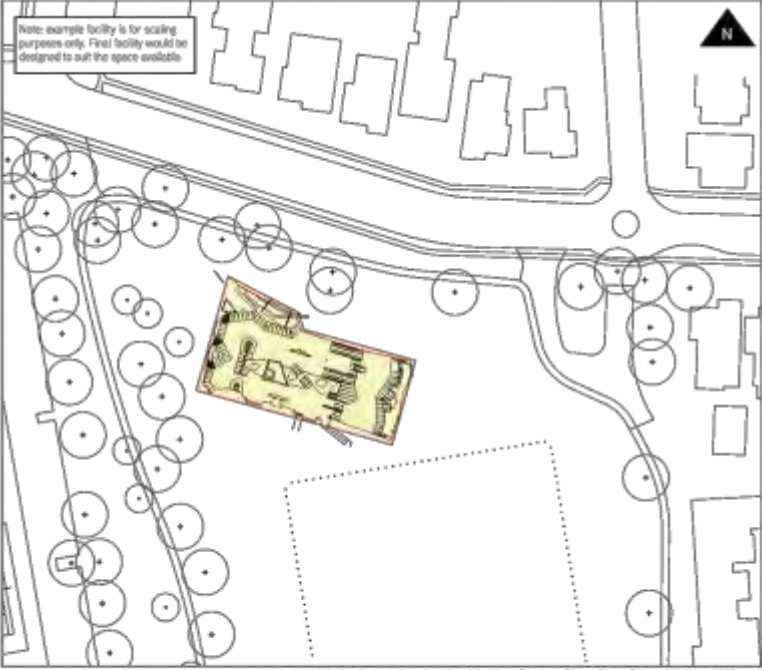 Note: example facility is for scaling
purposes only. Final facility would be
designed to suit the space available
N